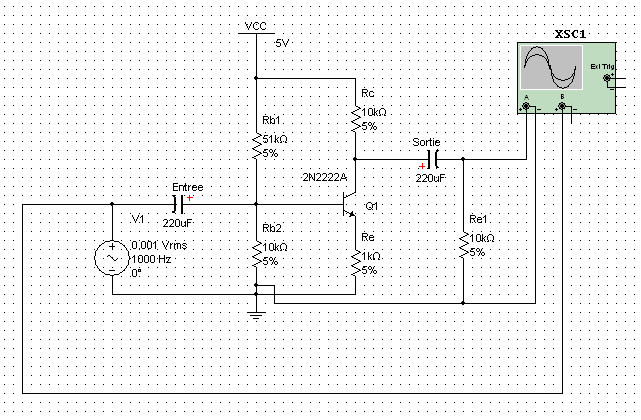 VCC
5V
XSC1
Ext Trig
+
-
A
B
+
-
+
-
Rc
10kΩ
5%
Rb1
51kΩ
5%
Sortie
+
220uF
2N2222A
Q1
Entree
+
220uF
V1
+
-
0.001 Vrms
1000 Hz
0°
Rb2
10kΩ
5%
Re
1kΩ
5%
Re1
10kΩ
5%